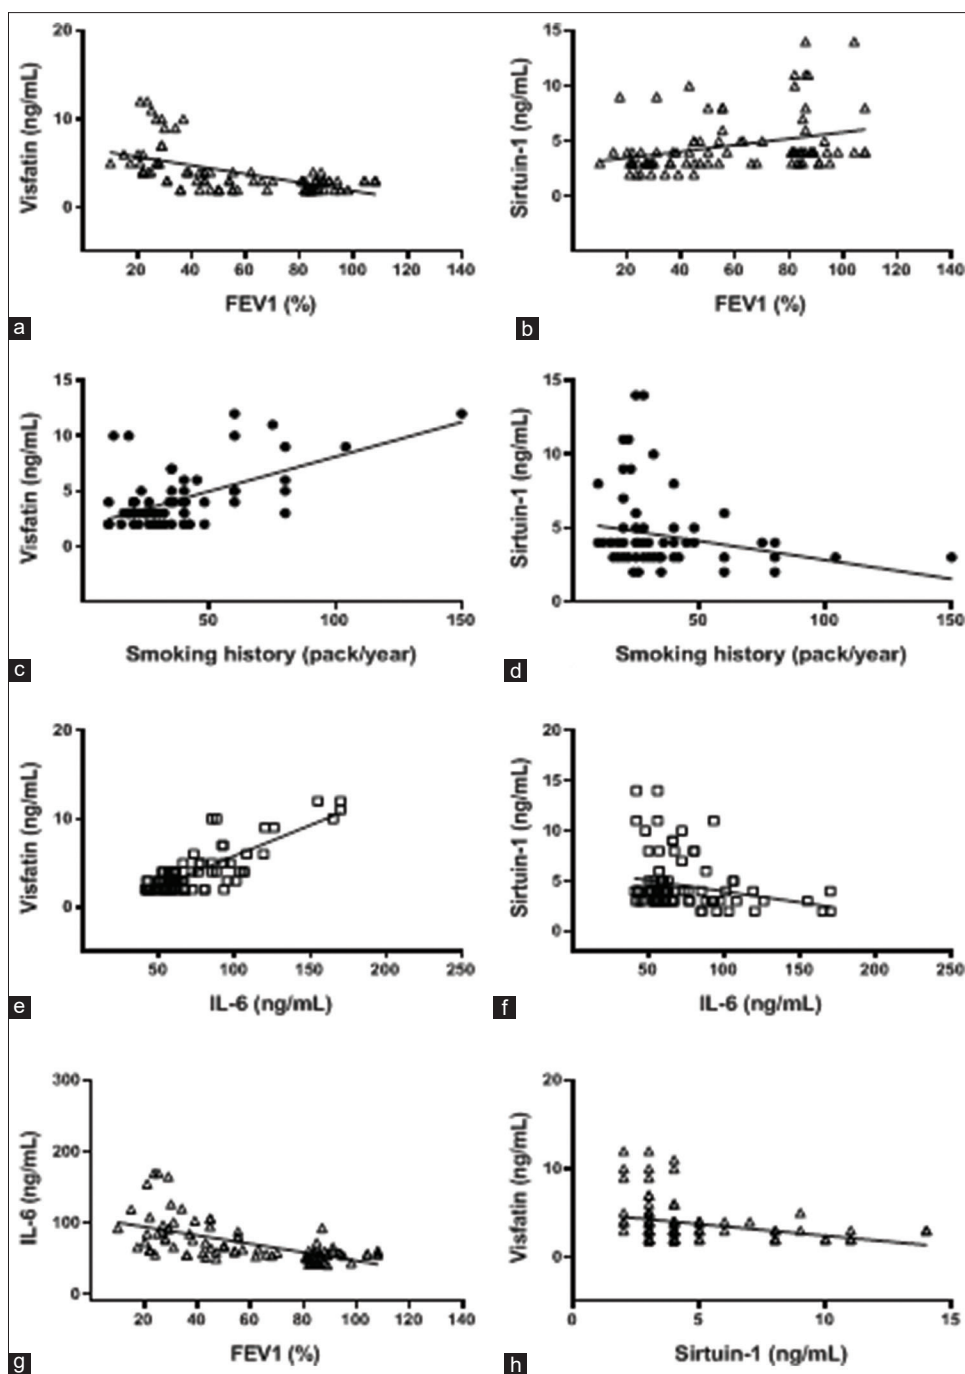 20
10
0
Visfatin (ng/mL)
20 40 60 80 100 120 140
FEV1 (%)
a
15
10
5
0
Sirtuin-1 (ng/mL)
20 40 60 80 100 120 140
FEV1 (%)
b
15
10
5
0
Visfatin (ng/mL)
50 100 150
Smoking history (pack/year)
c
15
10
5
0
Sirtuin-1 (ng/mL)
50 100 150
Smoking history (pack/year)
d
20
10
0
Visfatin (ng/mL)
50 100 150 200 250
IL-6 (ng/mL)
e
20
15
10
5
0
Sirtuin-1 (ng/mL)
50 100 150 200 250
IL-6 (ng/mL)
f
300
200
100
0
IL-6 (ng/mL)
20 40 60 80 100 120 140
FEV1 (%)
g
20
10
0
Visfatin (ng/mL)
0 5 10 15
Sirtuin-1 (ng/mL)
h